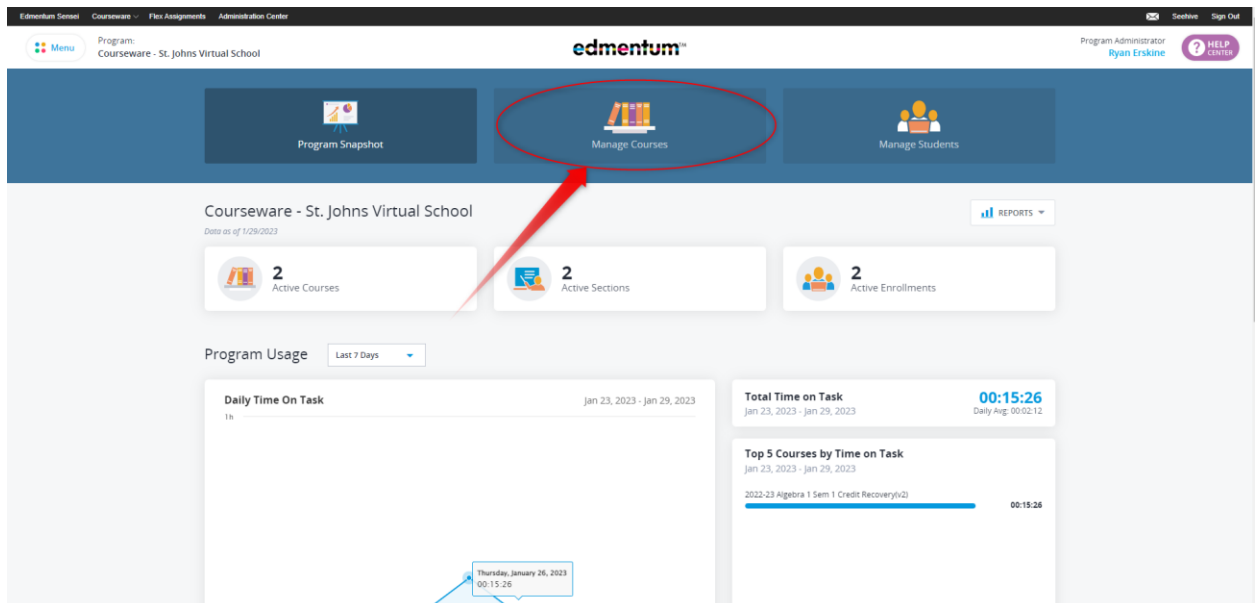 Edmentum Sensei Courseware Flex Assignments Administration Center Seehive Sign Out
Menu
Program:
Courseware - St. Johns Virtual School
edmentum™
Program Administrator
Ryan Erskine
? HELP
CENTER
Program Snapshot
Manage Courses
Manage Students
Courseware - St. Johns Virtual School
Data as of 1/29/2023
REPORTS
2
Active Courses
2
Active Sections
2
Active Enrollments
Program Usage
Last 7 Days
Daily Time On Task
Jan 23, 2023 - Jan 29, 2023
1h
Thursday, January 26, 2023
00:15:26
Total Time on Task
Jan 23, 2023 - Jan 29, 2023
00:15:26
Daily Avg: 00:02:12
Top 5 Courses by Time on Task
Jan 23, 2023 - Jan 29, 2023
2022-23 Algebra 1 Sem 1 Credit Recovery(v2)
00:15:26